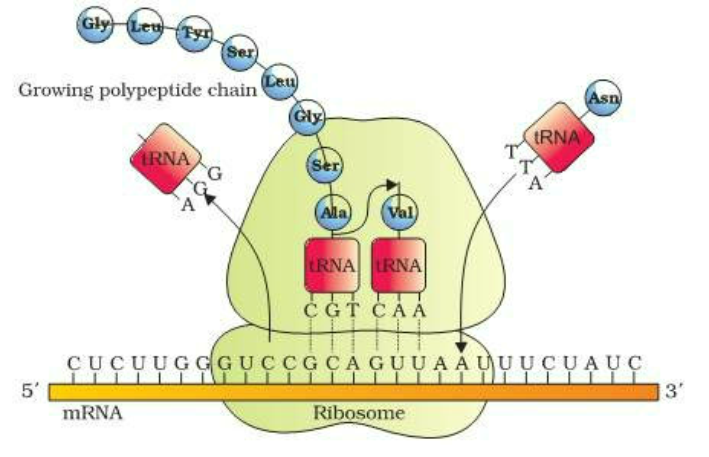 Gly Leu Tyr Ser Leu Gly Ser Ala
Growing polypeptide chain
Val
Asn
tRNA
A G G
tRNA
T T A
tRNA tRNA
C G T C A A
C U C U U G G G U C C G C A G U U A A U U U C U A U C
5′ 3′
mRNA Ribosome